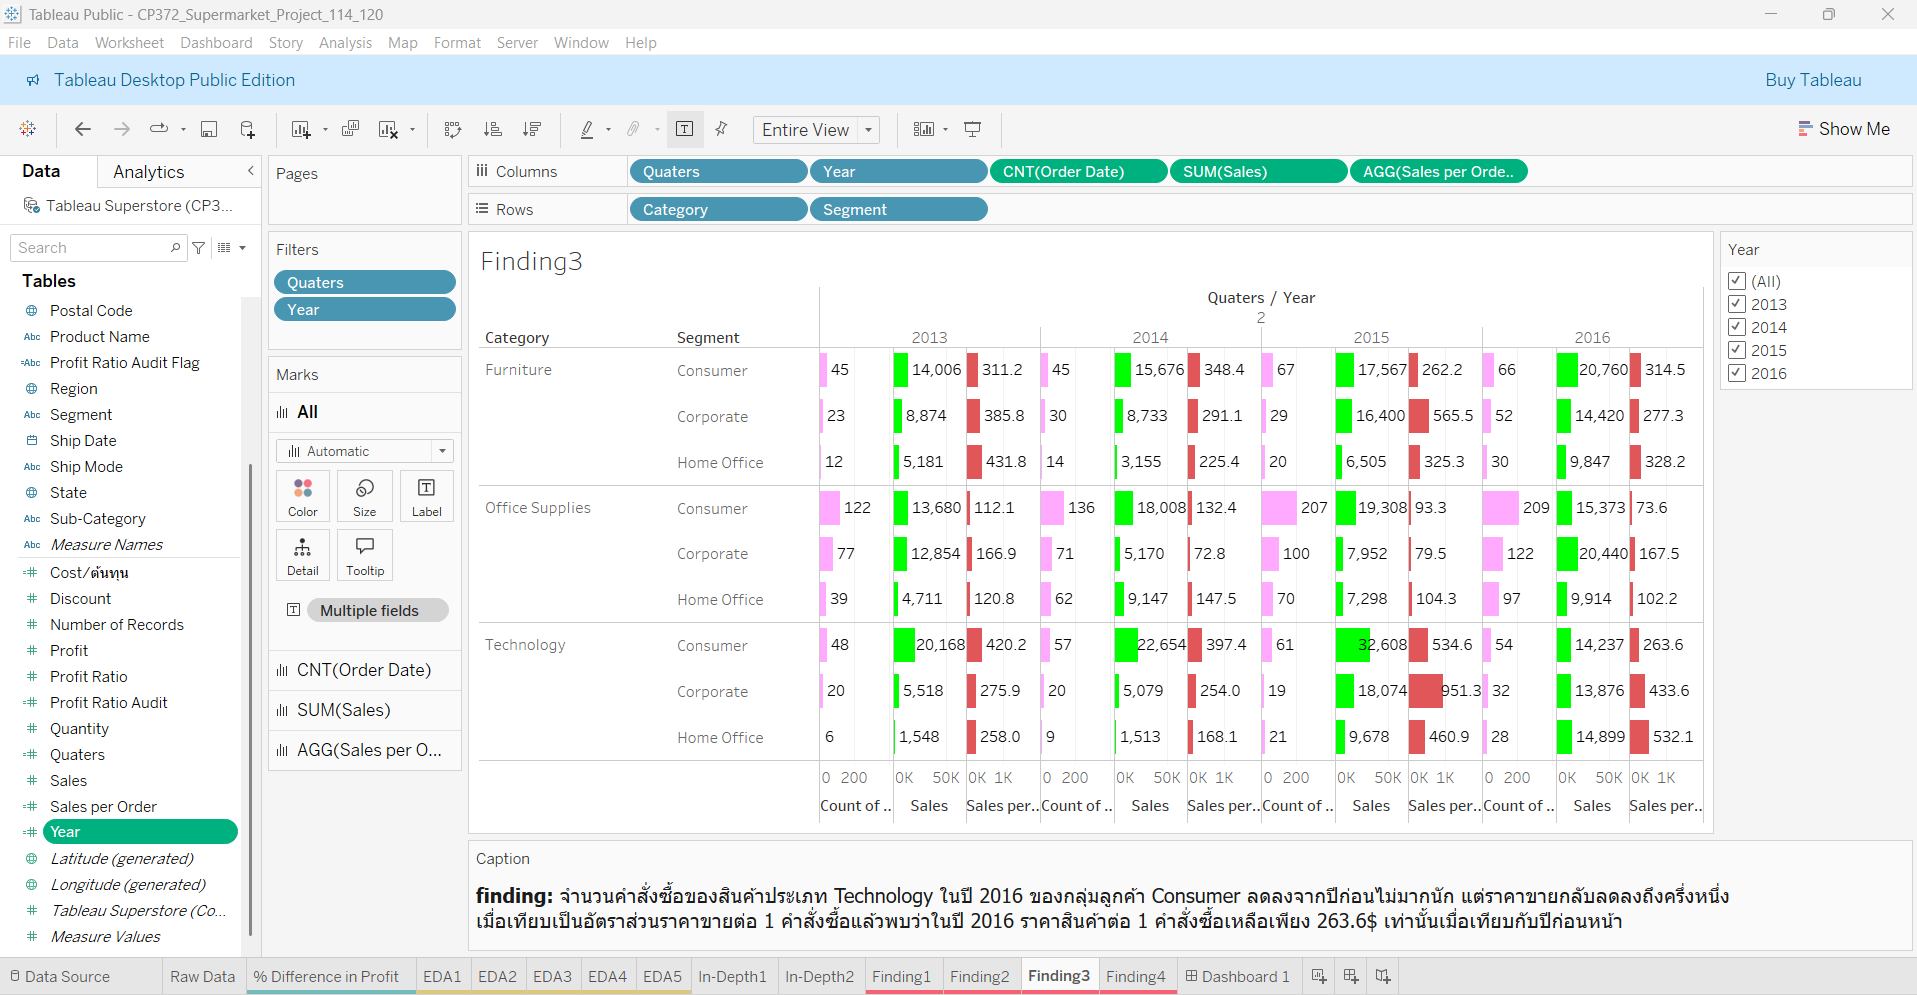 Tableau Public - CP372_Supermarket_Project_114_120
File Data Worksheet Dashboard Story Analysis Map Format Server Window Help
Tableau Desktop Public Edition
Buy Tableau
Entire View
Show Me
Data Analytics
Tableau Superstore (CP3...
Search
Tables
Postal Code
Abc Product Name
=Abc Profit Ratio Audit Flag
Region
Abc Segment
Ship Date
Abc Ship Mode
State
Abc Sub-Category
Abc Measure Names
=# Cost/ต้นทุน
# Discount
# Number of Records
# Profit
# Profit Ratio
=# Profit Ratio Audit
# Quantity
=# Quaters
# Sales
=# Sales per Order
=# Year
Latitude (generated)
Longitude (generated)
# Tableau Superstore (Co...
# Measure Values
Pages
Filters
Quaters
Year
Marks
All
Automatic
Color Size Label
Detail Tooltip
Multiple fields
CNT(Order Date)
SUM(Sales)
AGG(Sales per O...
Columns Quaters Year CNT(Order Date) SUM(Sales) AGG(Sales per Orde..
Rows Category Segment
Finding3
Quaters / Year
2
Category Segment 2013 2014 2015 2016
Furniture Consumer 45 14,006 311.2 45 15,676 348.4 67 17,567 262.2 66 20,760 314.5
Corporate 23 8,874 385.8 30 8,733 291.1 29 16,400 565.5 52 14,420 277.3
Home Office 12 5,181 431.8 14 3,155 225.4 20 6,505 325.3 30 9,847 328.2
Office Supplies Consumer 122 13,680 112.1 136 18,008 132.4 207 19,308 93.3 209 15,373 73.6
Corporate 77 12,854 166.9 71 5,170 72.8 100 7,952 79.5 122 20,440 167.5
Home Office 39 4,711 120.8 62 9,147 147.5 70 7,298 104.3 97 9,914 102.2
Technology Consumer 48 20,168 420.2 57 22,654 397.4 61 32,608 534.6 54 14,237 263.6
Corporate 20 5,518 275.9 20 5,079 254.0 19 18,074 951.3 32 13,876 433.6
Home Office 6 1,548 258.0 9 1,513 168.1 21 9,678 460.9 28 14,899 532.1
0 200 0K 50K 0K 1K 0 200 0K 50K 0K 1K 0 200 0K 50K 0K 1K 0 200 0K 50K 0K 1K
Count of .. Sales Sales per.. Count of .. Sales Sales per.. Count of .. Sales Sales per.. Count of .. Sales Sales per..
Year
(All)
2013
2014
2015
2016
Caption
finding: จำนวนคำสั่งซื้อของสินค้าประเภท Technology ในปี 2016 ของกลุ่มลูกค้า Consumer ลดลงจากปีก่อนไม่มากนัก แต่ราคาขายกลับลดลงถึงครึ่งหนึ่ง
เมื่อเทียบเป็นอัตราส่วนราคาขายต่อ 1 คำสั่งซื้อแล้วพบว่าในปี 2016 ราคาสินค้าต่อ 1 คำสั่งซื้อเหลือเพียง 263.6$ เท่านั้นเมื่อเทียบกับปีก่อนหน้า
Data Source Raw Data % Difference in Profit EDA1 EDA2 EDA3 EDA4 EDA5 In-Depth1 In-Depth2 Finding1 Finding2 Finding3 Finding4 Dashboard 1